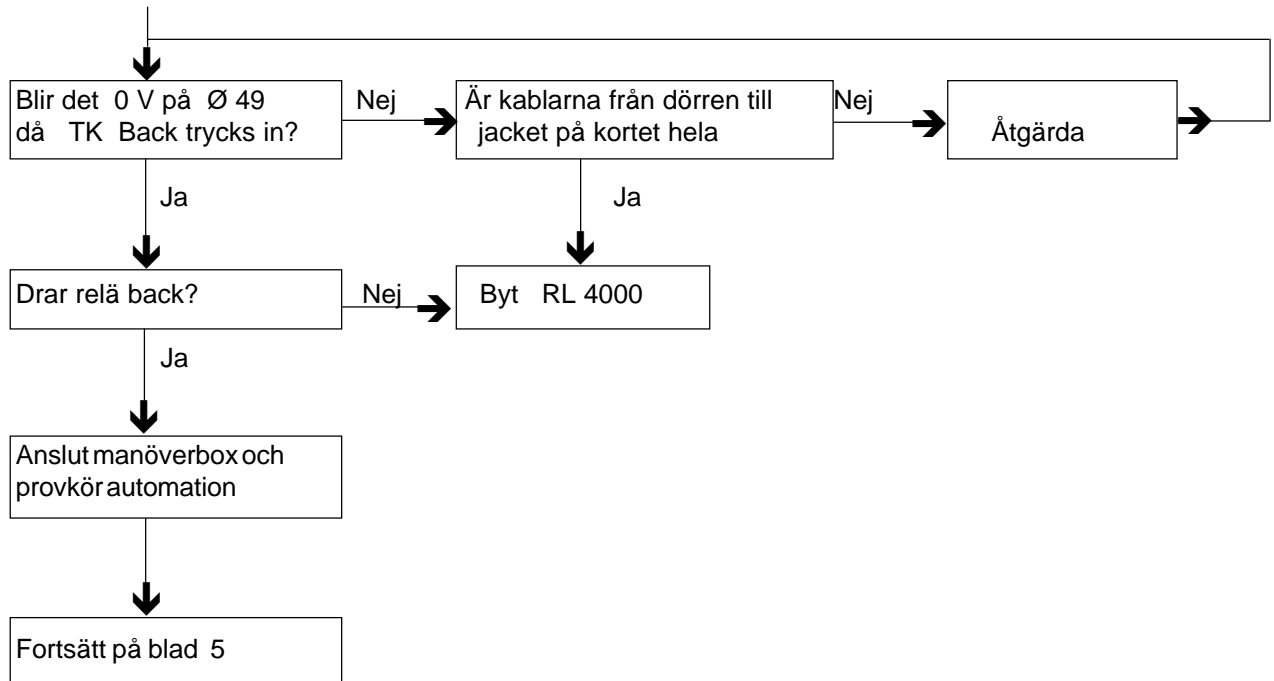 Blir det 0 V på Ø 49
då TK Back trycks in?
Nej
Är kablarna från dörren till
jacket på kortet hela
Nej
Åtgärda
Ja
Ja
Drar relä back?
Nej
Byt RL 4000
Ja
Anslut manöverbox och
provkör automation
Fortsätt på blad 5